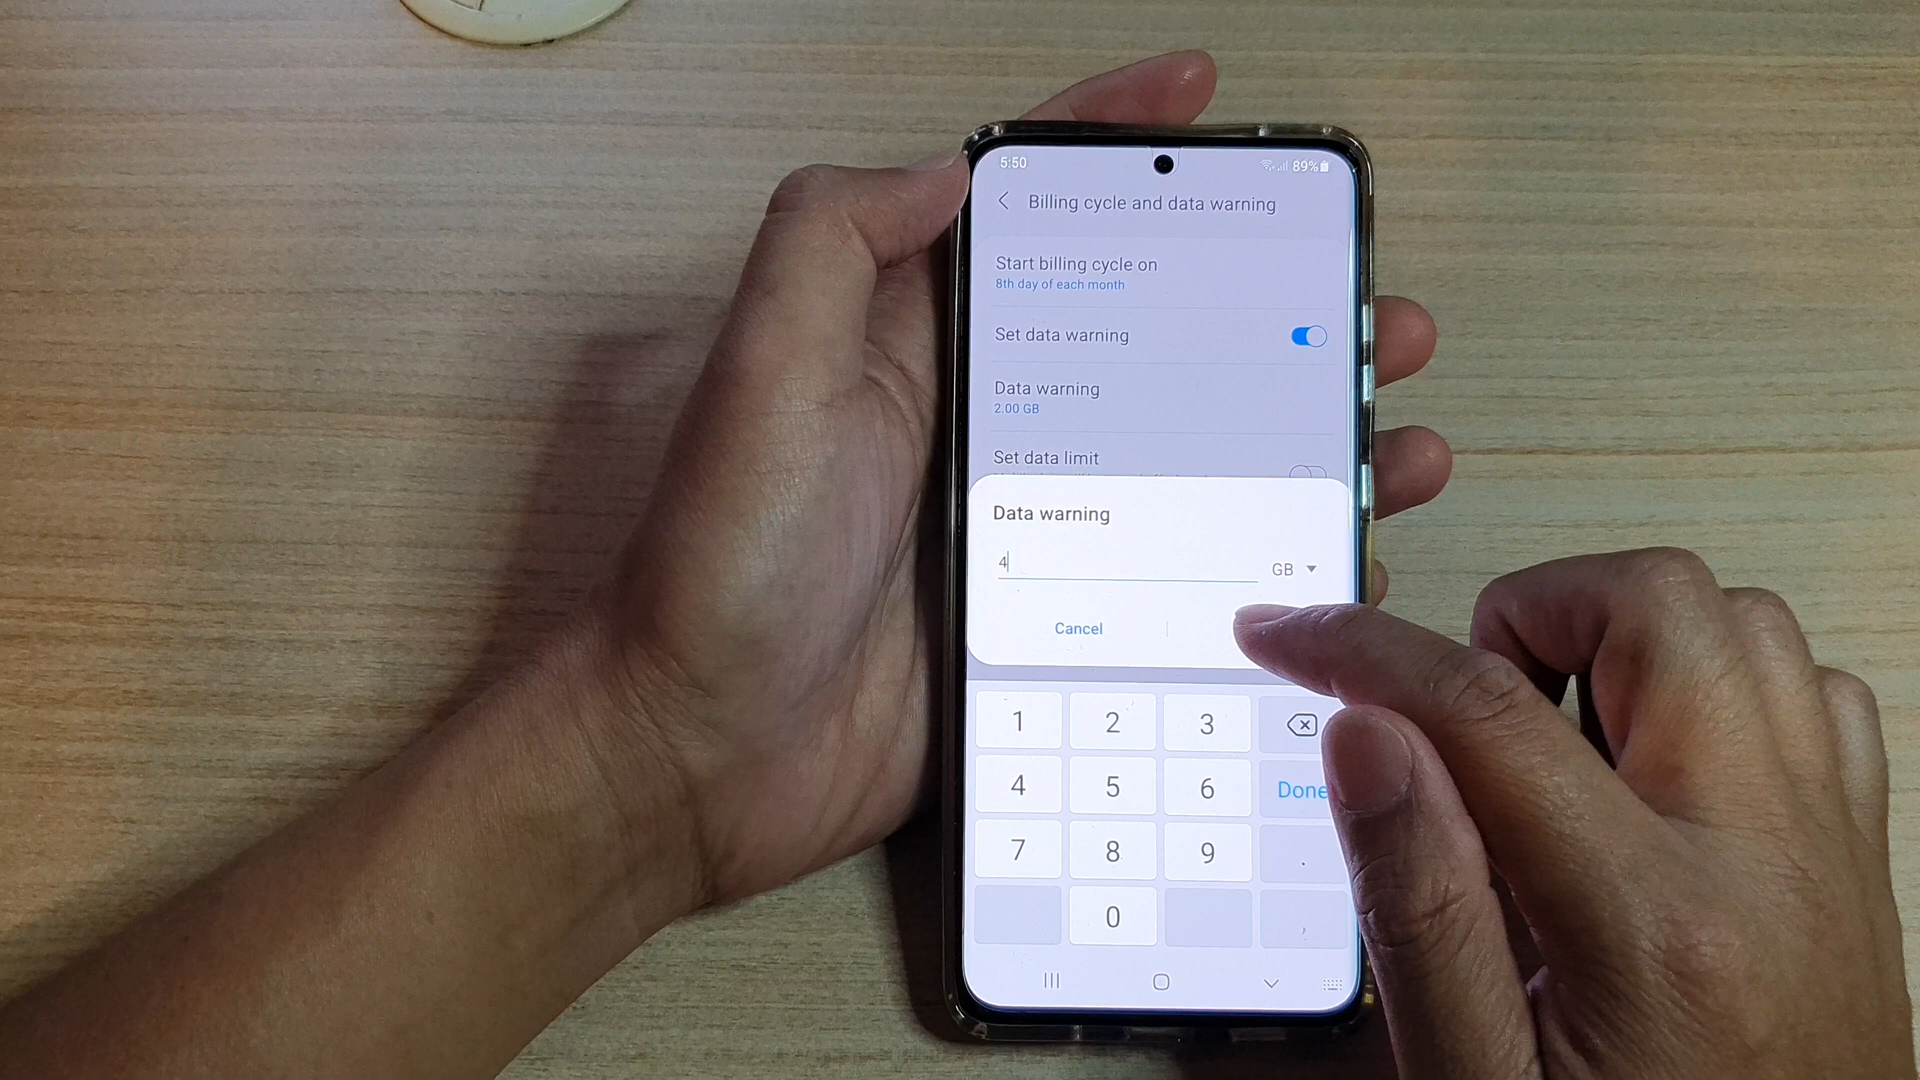 5:50
89%
Billing cycle and data warning
Start billing cycle on
8th day of each month
Set data warning
Data warning
2.00 GB
Set data limit
Data warning
4
GB
Cancel
1 2 3
4 5 6 Done
7 8 9 .
0 ,